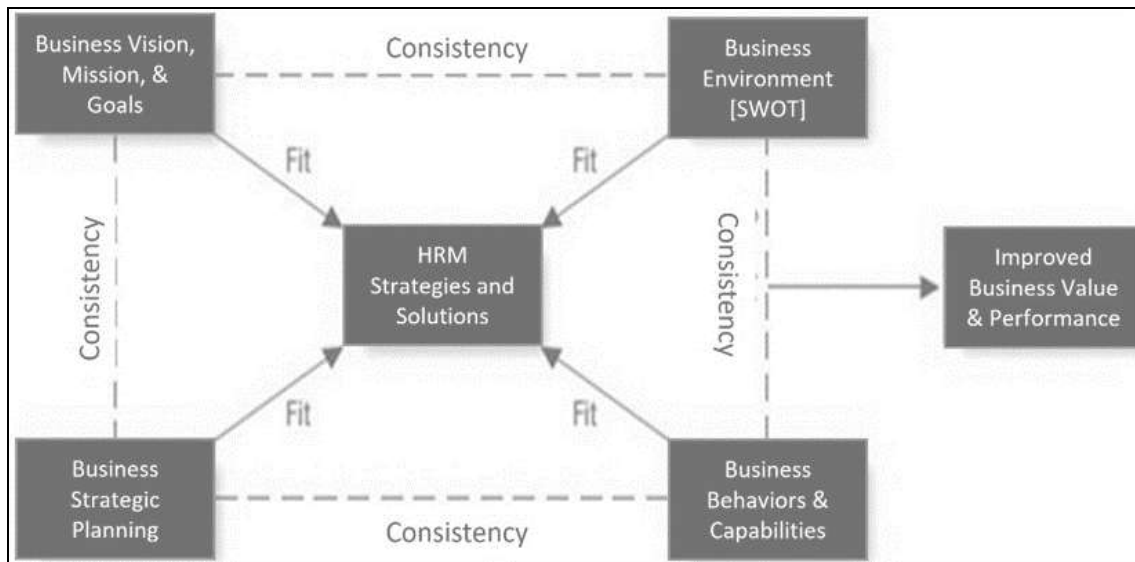 Business Vision,
Mission, &
Goals
Consistency
Business
Environment
[SWOT]
Fit
Fit
Consistency
HRM
Strategies and
Solutions
Consistency
Improved
Business Value
& Performance
Fit
Fit
Business
Strategic
Planning
Consistency
Business
Behaviors &
Capabilities